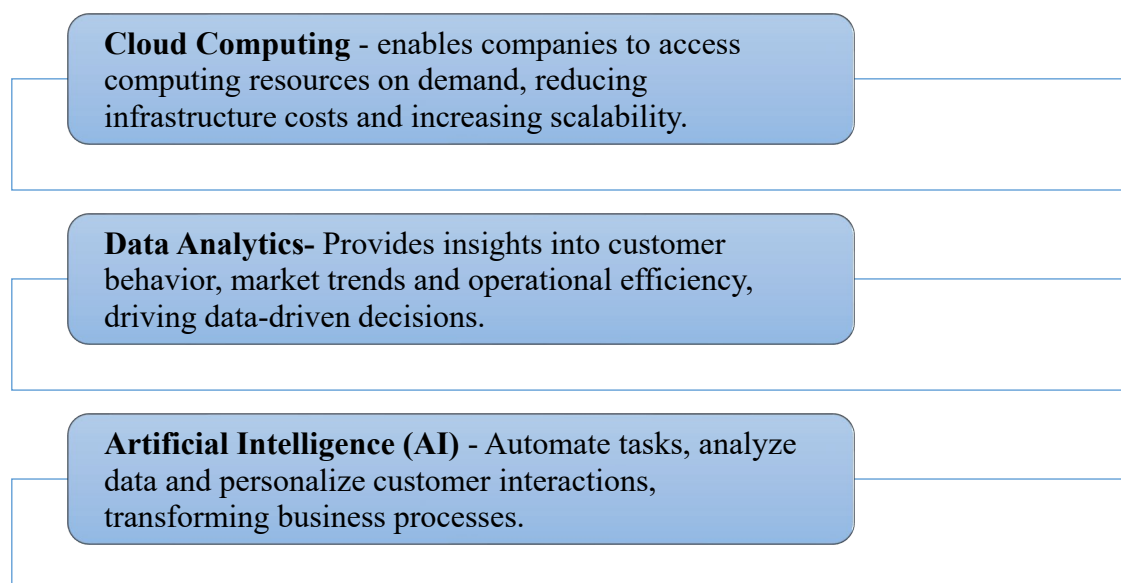 Cloud Computing - enables companies to access
computing resources on demand, reducing
infrastructure costs and increasing scalability.
Data Analytics- Provides insights into customer
behavior, market trends and operational efficiency,
driving data-driven decisions.
Artificial Intelligence (AI) - Automate tasks, analyze
data and personalize customer interactions,
transforming business processes.